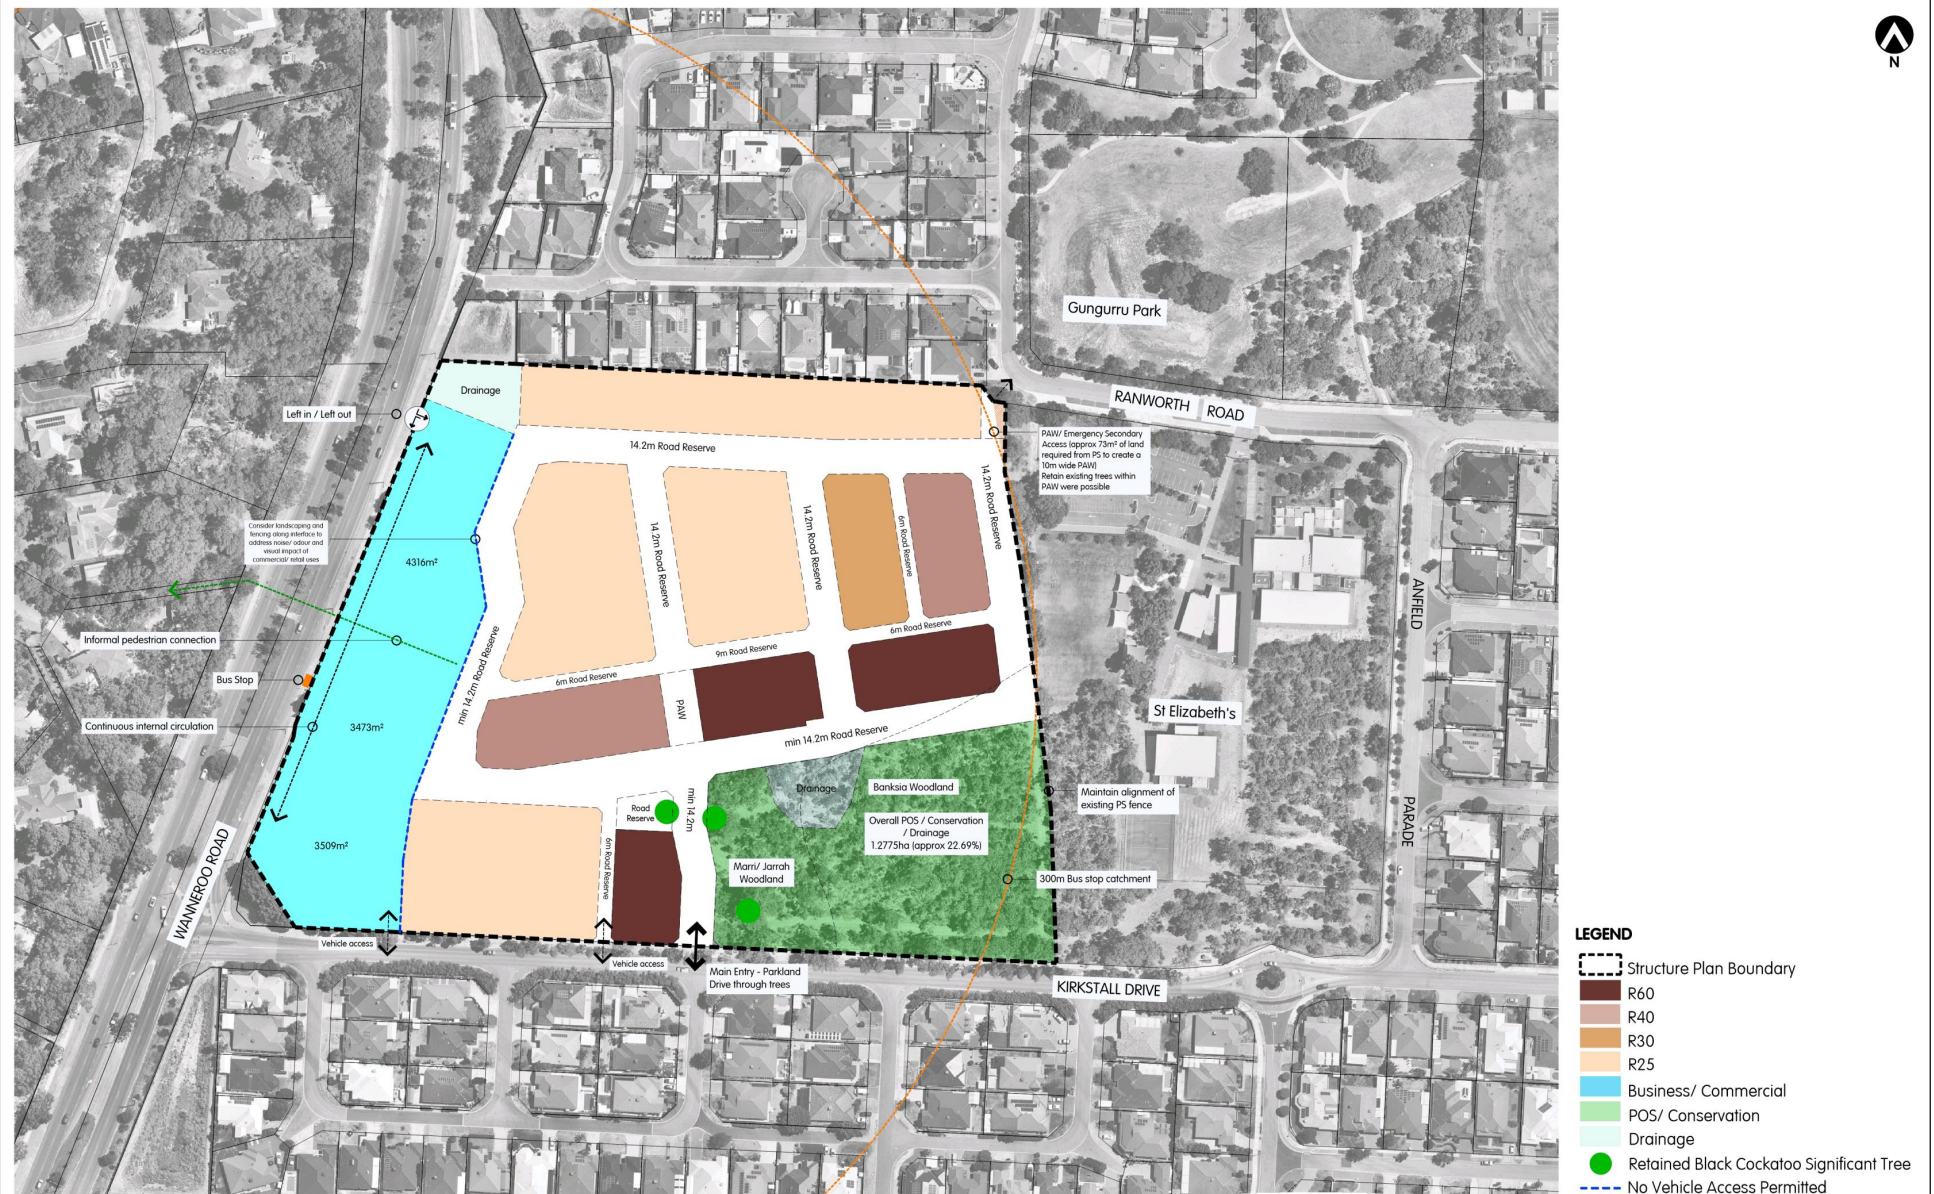 N
Gungurru Park
RANWORTH ROAD
Drainage
Left in / Left out
14.2m Road Reserve
PAW/ Emergency Secondary
Access (approx 73m² of land
required from PS to create a
10m wide PAW)
Retain existing trees within
PAW were possible
14.2m Road Reserve
14.2m Road Reserve
14.2m Road Reserve
6m Road Reserve
Consider landscaping and
fencing along interface to
address noise/ odour and
visual impact of
commercial/ retail uses
4316m²
ANFIELD
PARADE
Informal pedestrian connection
6m Road Reserve
9m Road Reserve
6m Road Reserve
min 14.2m Road Reserve
Bus Stop
PAW
St Elizabeth's
Continuous internal circulation
3473m²
min 14.2m Road Reserve
Drainage
Banksia Woodland
Maintain alignment of
existing PS fence
Road
Reserve
min 14.2m
Overall POS / Conservation
/ Drainage
1.2775ha (approx 22.69%)
3509m²
6m Road Reserve
Marri/ Jarrah
Woodland
300m Bus stop catchment
WANNEROO ROAD
Vehicle access
Vehicle access
Main Entry - Parkland
Drive through trees
KIRKSTALL DRIVE
LEGEND
Structure Plan Boundary
R60
R40
R30
R25
Business/ Commercial
POS/ Conservation
Drainage
Retained Black Cockatoo Significant Tree
No Vehicle Access Permitted